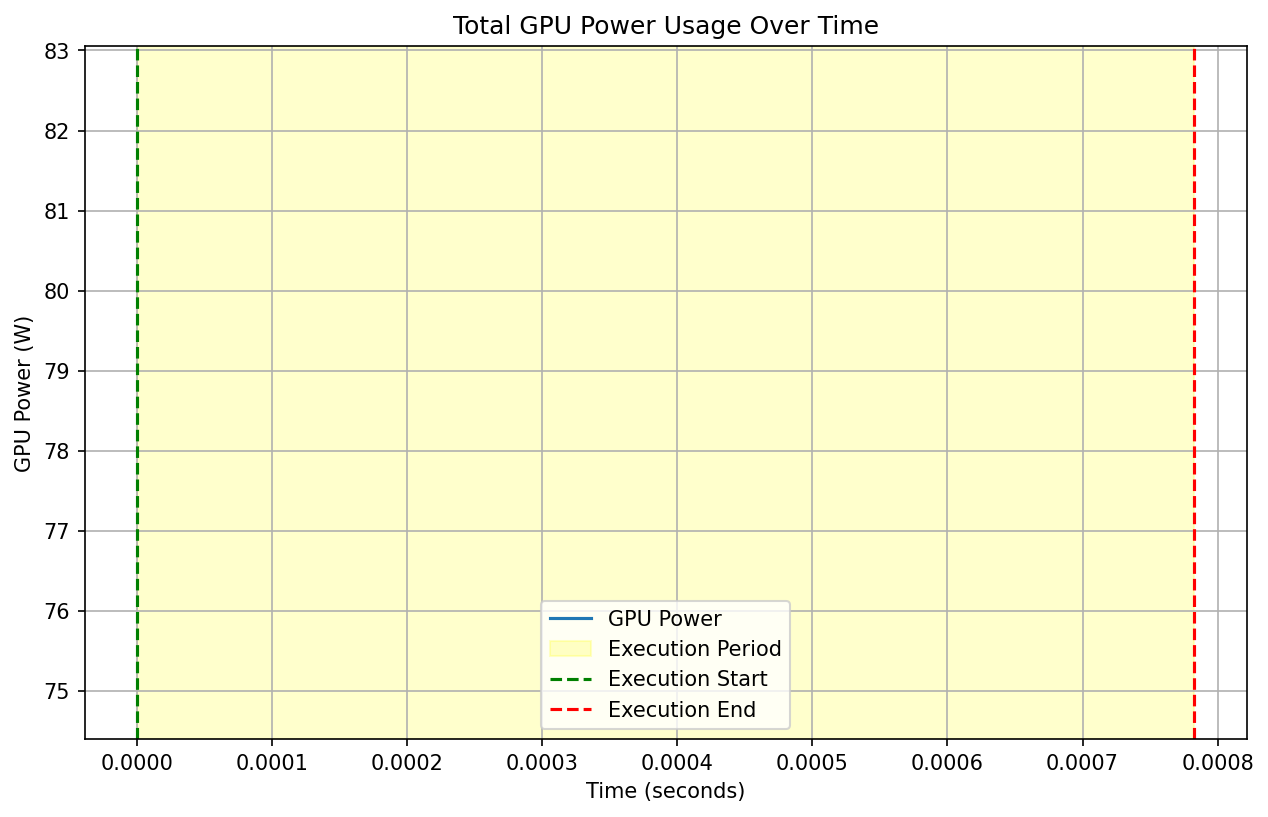 Total GPU Power Usage Over Time
GPU Power (W)
83
82
81
80
79
78
77
76
75
GPU Power
Execution Period
Execution Start
Execution End
0.0000 0.0001 0.0002 0.0003 0.0004 0.0005 0.0006 0.0007 0.0008
Time (seconds)